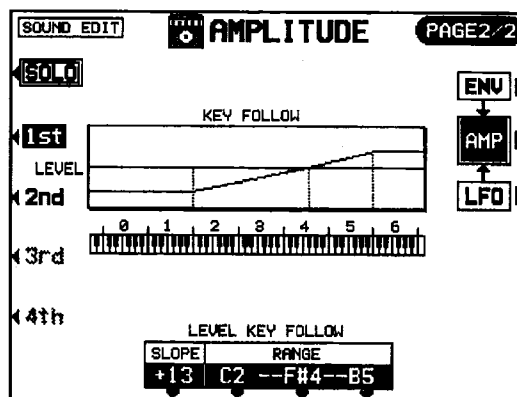 SOUND EDIT AMPLITUDE PAGE2/2
SOLO
ENV
KEY FOLLOW
1st
AMP
LEVEL
2nd
LFO
0 1 2 3 4 5 6
3rd
4th
LEVEL KEY FOLLOW
SLOPE RANGE
+13 C2 --F#4--B5